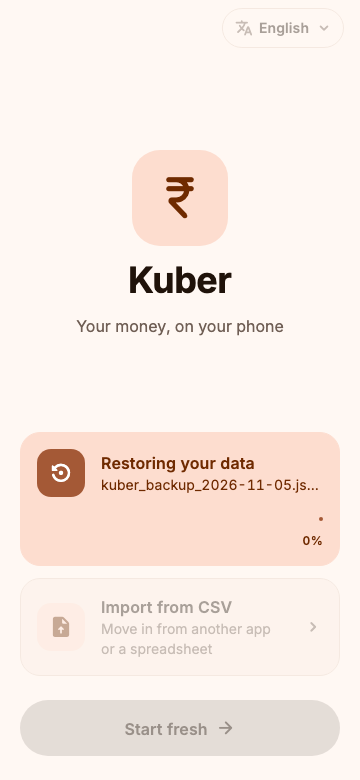 English
Kuber
Your money, on your phone
Restoring your data
kuber_backup_2026-11-05.js...
0%
Import from CSV
Move in from another app
or a spreadsheet
Start fresh